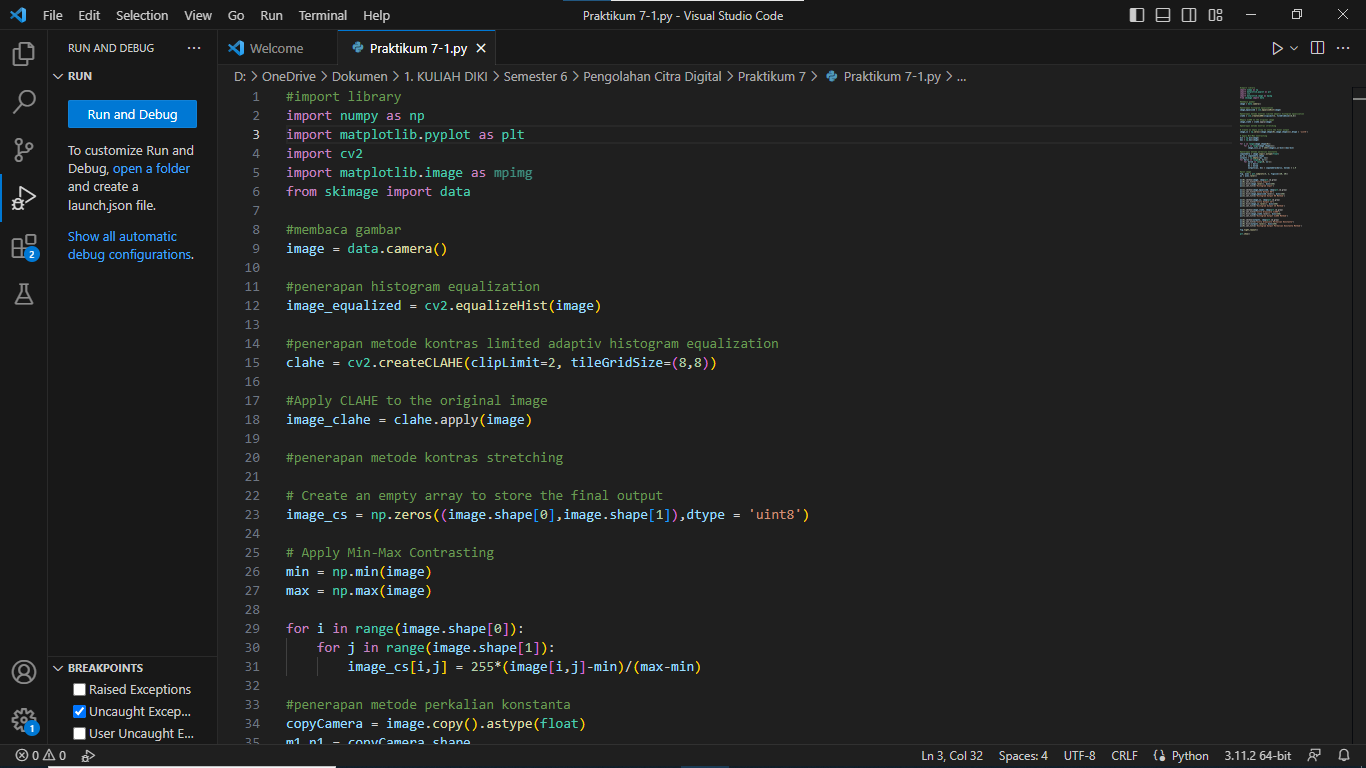 File Edit Selection View Go Run Terminal Help
Praktikum 7-1.py - Visual Studio Code
RUN AND DEBUG
RUN
Run and Debug
To customize Run and
Debug, open a folder
and create a
launch.json file.
Show all automatic
debug configurations.
2
1
BREAKPOINTS
Raised Exceptions
Uncaught Excep...
User Uncaught E...
Welcome
Praktikum 7-1.py
D: > OneDrive > Dokumen > 1. KULIAH DIKI > Semester 6 > Pengolahan Citra Digital > Praktikum 7 > Praktikum 7-1.py > ...
1 #import library
2 import numpy as np
3 import matplotlib.pyplot as plt
4 import cv2
5 import matplotlib.image as mpimg
6 from skimage import data
7
8 #membaca gambar
9 image = data.camera()
10
11 #penerapan histogram equalization
12 image_equalized = cv2.equalizeHist(image)
13
14 #penerapan metode kontras limited adaptiv histogram equalization
15 clahe = cv2.createCLAHE(clipLimit=2, tileGridSize=(8,8))
16
17 #Apply CLAHE to the original image
18 image_clahe = clahe.apply(image)
19
20 #penerapan metode kontras stretching
21
22 # Create an empty array to store the final output
23 image_cs = np.zeros((image.shape[0],image.shape[1]),dtype = 'uint8')
24
25 # Apply Min-Max Contrasting
26 min = np.min(image)
27 max = np.max(image)
28
29 for i in range(image.shape[0]):
30 for j in range(image.shape[1]):
31 image_cs[i,j] = 255*(image[i,j]-min)/(max-min)
32
33 #penerapan metode perkalian konstanta
34 copyCamera = image.copy().astype(float)
35 m1,n1 = copyCamera.shape
0 0
Ln 3, Col 32 Spaces: 4 UTF-8 CRLF Python 3.11.2 64-bit